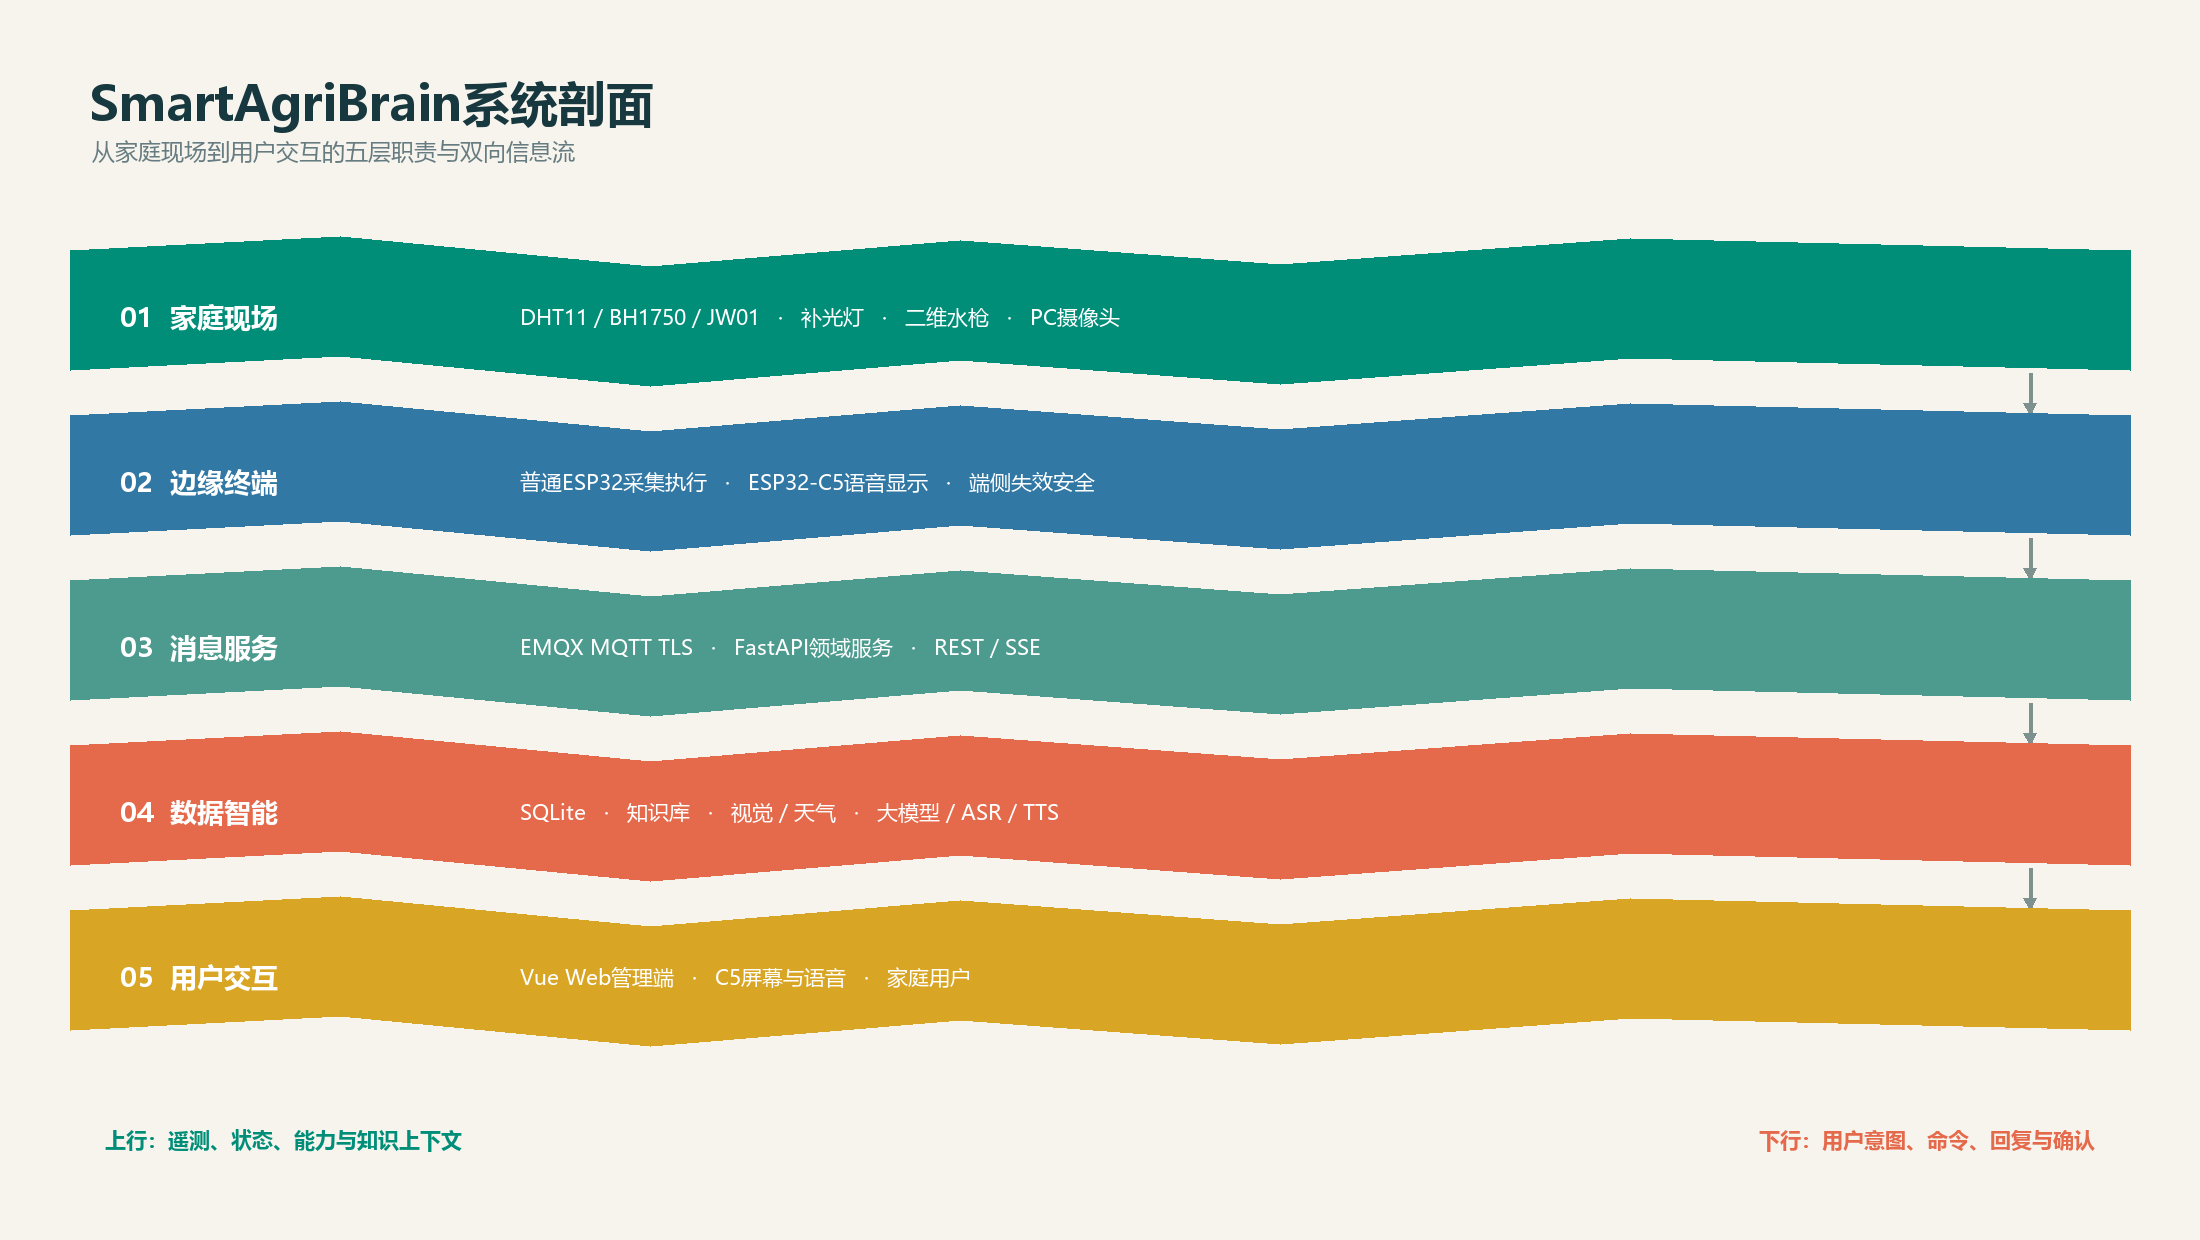 SmartAgriBrain系统剖面
从家庭现场到用户交互的五层职责与双向信息流
01 家庭现场 DHT11 / BH1750 / JW01 · 补光灯 · 二维水枪 · PC摄像头
02 边缘终端 普通ESP32采集执行 · ESP32-C5语音显示 · 端侧失效安全
03 消息服务 EMQX MQTT TLS · FastAPI领域服务 · REST / SSE
04 数据智能 SQLite · 知识库 · 视觉 / 天气 · 大模型 / ASR / TTS
05 用户交互 Vue Web管理端 · C5屏幕与语音 · 家庭用户
上行：遥测、状态、能力与知识上下文
下行：用户意图、命令、回复与确认